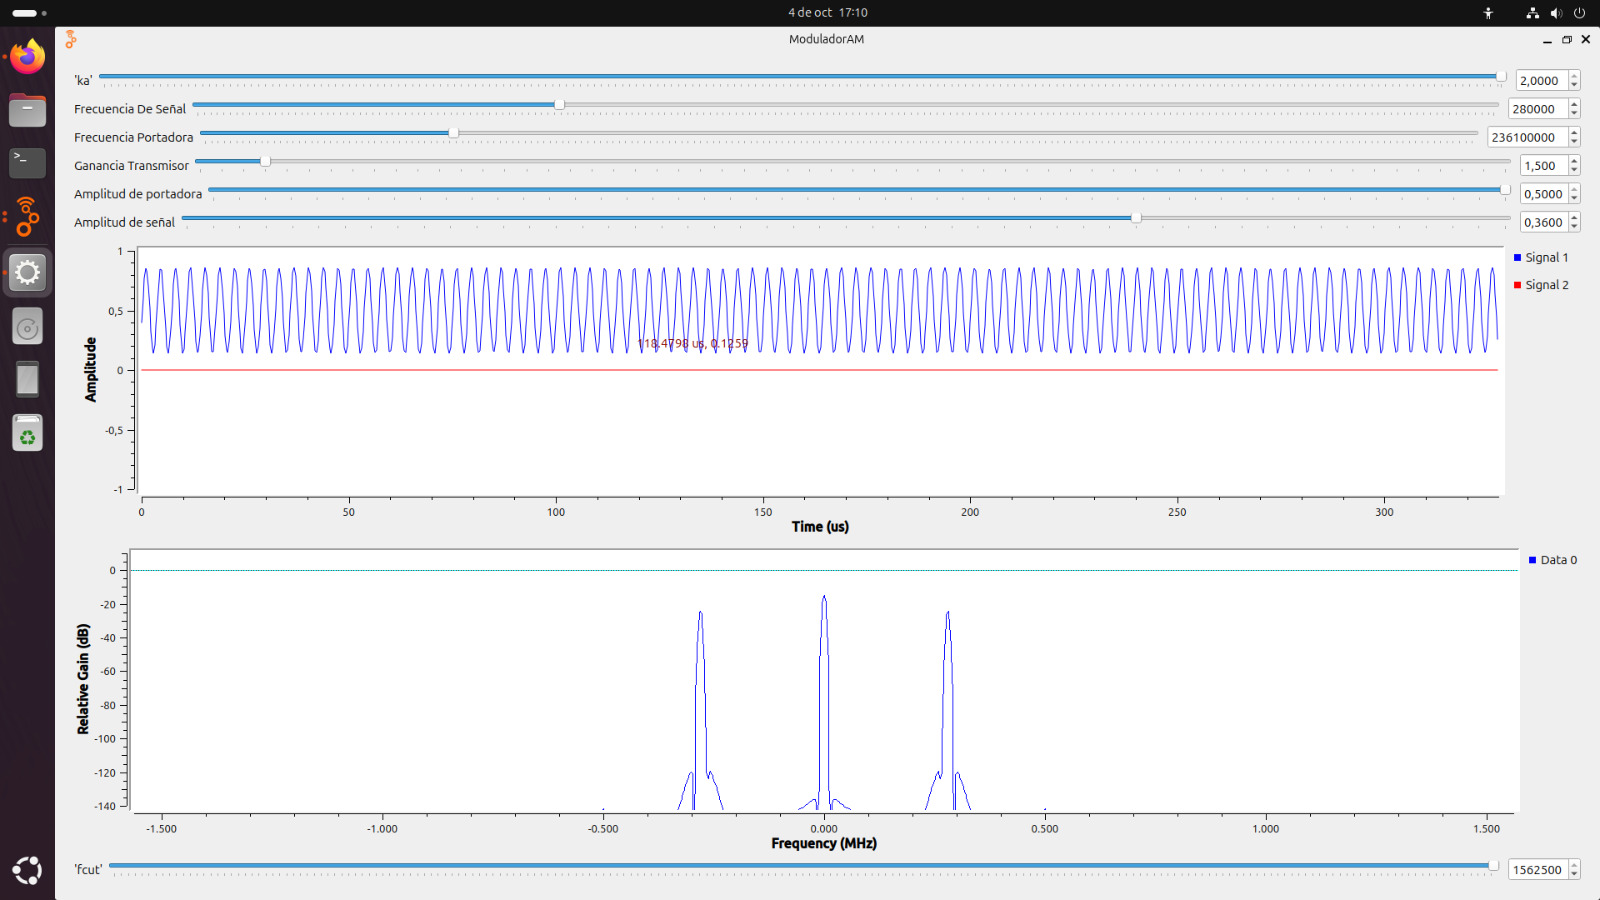 4 de oct 17:10
ModuladorAM
'ka' 2,0000
Frecuencia De Señal 280000
Frecuencia Portadora 236100000
Ganancia Transmisor 1,500
Amplitud de portadora 0,5000
Amplitud de señal 0,3600
1
0,5
0
-0,5
-1
Amplitude
118.4798 us, 0.1259
Signal 1
Signal 2
0 50 100 150 200 250 300
Time (us)
0
-20
-40
-60
-80
-100
-120
-140
Relative Gain (dB)
Data 0
-1.500 -1.000 -0.500 0.000 0.500 1.000 1.500
Frequency (MHz)
'fcut' 1562500